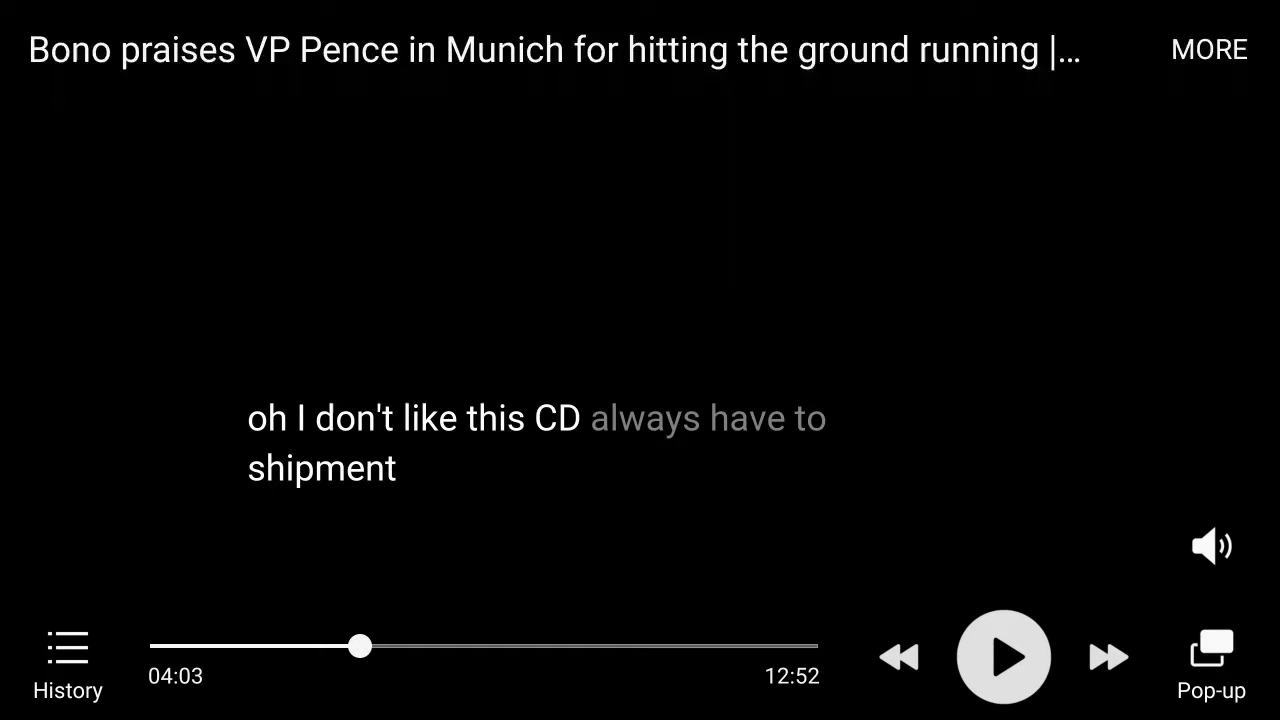 Bono praises VP Pence in Munich for hitting the ground running |...
MORE
oh I don't like this CD always have to
shipment
History
04:03
12:52
Pop-up